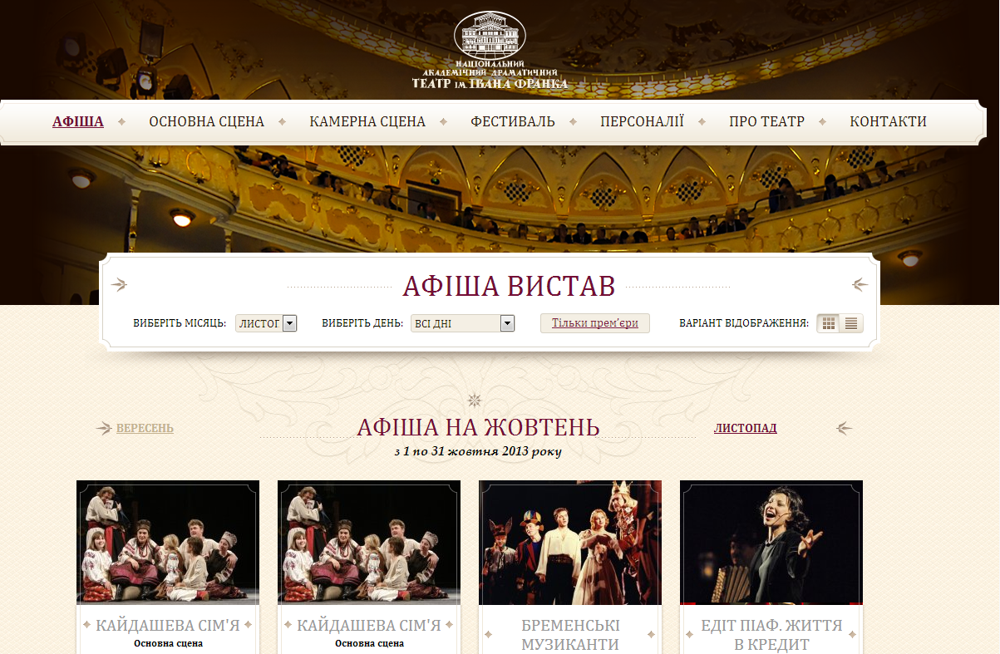 НАЦІОНАЛЬНИЙ
АКАДЕМІЧНИЙ ДРАМАТИЧНИЙ
ТЕАТР ІМ. ІВАНА ФРАНКА
АФІША ОСНОВНА СЦЕНА КАМЕРНА СЦЕНА ФЕСТИВАЛЬ ПЕРСОНАЛІЇ ПРО ТЕАТР КОНТАКТИ
АФІША ВИСТАВ
ВИБЕРІТЬ МІСЯЦЬ: ЛИСТОГ ВИБЕРІТЬ ДЕНЬ: ВСІ ДНІ Тільки прем'єри ВАРІАНТ ВІДОБРАЖЕННЯ:
ВЕРЕСЕНЬ АФІША НА ЖОВТЕНЬ ЛИСТОПАД
з 1 по 31 жовтня 2013 року
КАЙДАШЕВА СІМ'Я
Основна сцена
КАЙДАШЕВА СІМ'Я
Основна сцена
БРЕМЕНСЬКІ
МУЗИКАНТИ
ЕДІТ ПІАФ. ЖИТТЯ
В КРЕДИТ